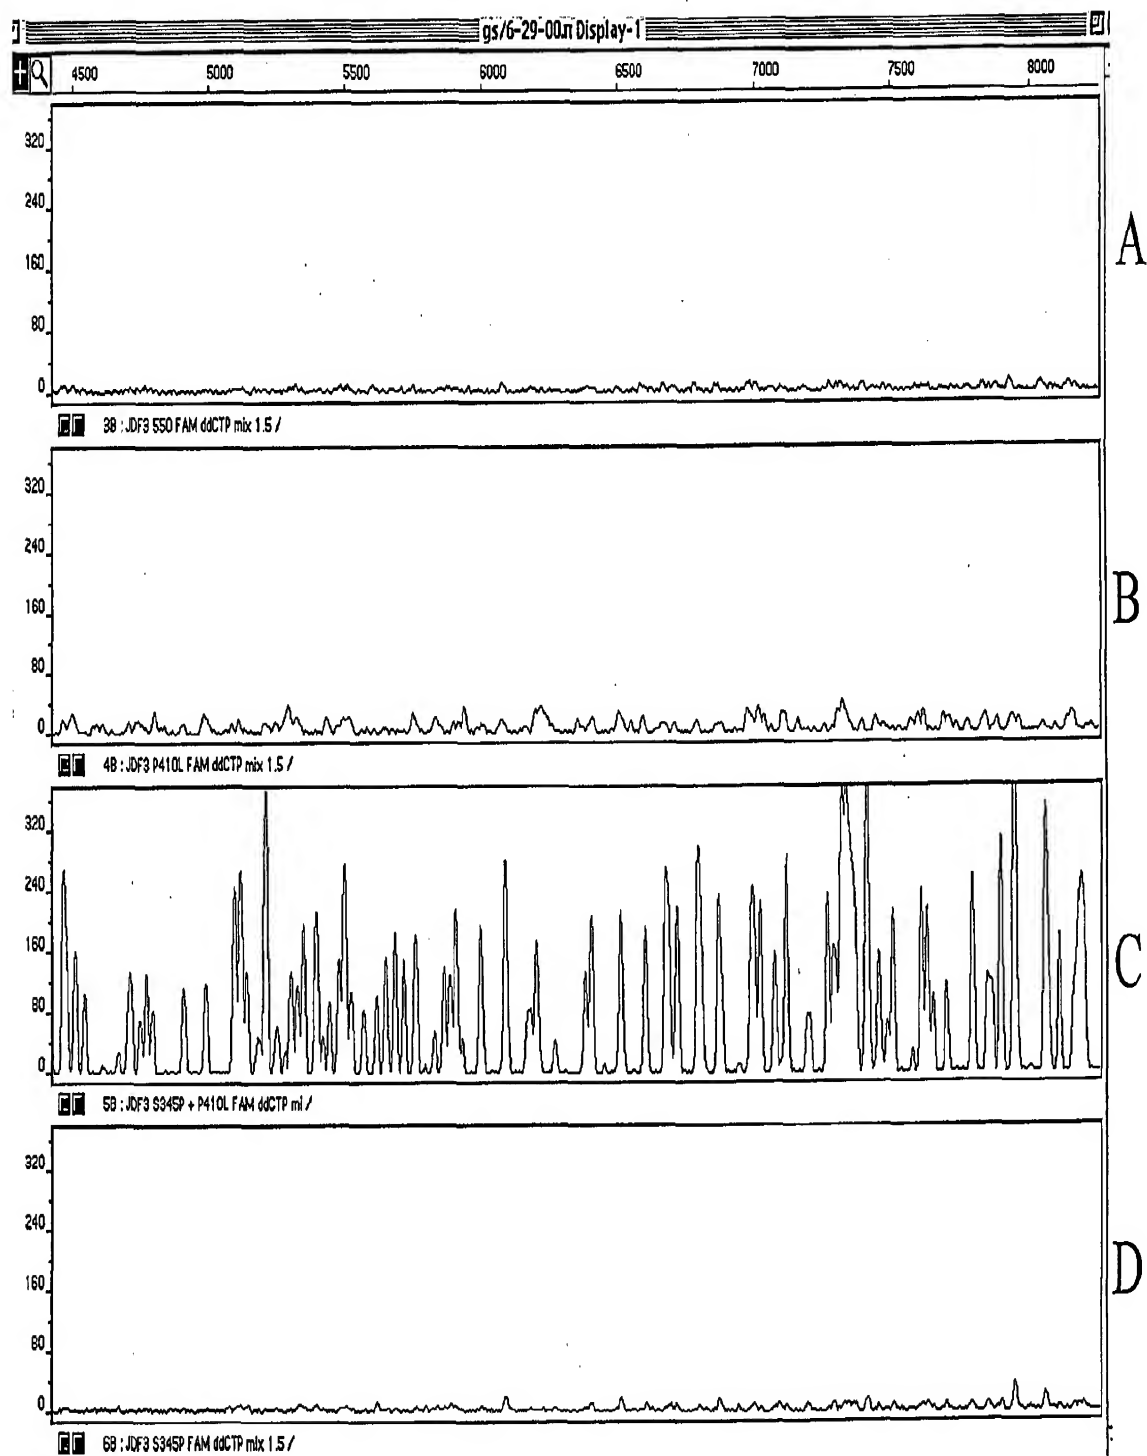 gs/6-29-00.rr Display-1
4500 5000 5500 6000 6500 7000 7500 8000
320
240
160
80
0
A
3B : JDF3 550 FAM ddCTP mix 1.5 /
320
240
160
80
0
B
4B : JDF3 P410L FAM ddCTP mix 1.5 /
320
240
160
80
0
C
5B : JDF3 S345P + P410L FAM ddCTP mi /
320
240
160
80
0
D
6B : JDF3 S345P FAM ddCTP mix 1.5 /